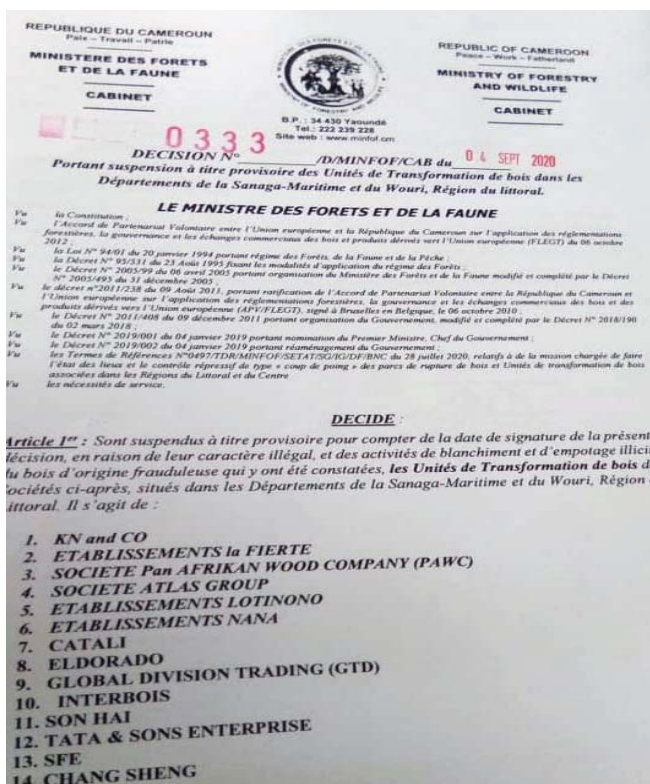 REPUBLIQUE DU CAMEROUN
Paix – Travail – Patrie
MINISTERE DES FORETS
ET DE LA FAUNE
CABINET
REPUBLIC OF CAMEROON
Peace – Work – Fatherland
MINISTRY OF FORESTRY
AND WILDLIFE
CABINET
B.P. : 34 430 Yaoundé
Tel.: 222 239 228
Site web : www.minfof.cm
0333
DECISION N° /D/MINFOF/CAB du 04 SEPT 2020
Portant suspension à titre provisoire des Unités de Transformation de bois dans les
Départements de la Sanaga-Maritime et du Wouri, Région du littoral.
LE MINISTRE DES FORETS ET DE LA FAUNE
Vu la Constitution ;
Vu l'Accord de Partenariat Volontaire entre l'Union européenne et la République du Cameroun sur l'application des réglementations
forestières, la gouvernance et les échanges commerciaux des bois et produits dérivés vers l'Union européenne (FLEGT) du 06 octobre
2012 ;
Vu la Loi N° 94/01 du 20 janvier 1994 portant régime des Forêts, de la Faune et de la Pêche ;
Vu le Décret N° 95/531 du 23 Août 1995 fixant les modalités d'application du régime des Forêts ;
Vu le Décret N° 2005/99 du 06 avril 2005 portant organisation du Ministère des Forêts et de la Faune modifié et complété par le Décret
N° 2005/495 du 31 décembre 2005 ;
Vu le décret n°2011/238 du 09 Août 2011, portant ratification de l'Accord de Partenariat Volontaire entre la République du Cameroun et
l'Union européenne sur l'application des réglementations forestières, la gouvernance et les échanges commerciaux des bois et des
produits dérivés vers l'Union européenne (APV/FLEGT), signé à Bruxelles en Belgique, le 06 octobre 2010 ;
Vu le Décret N° 2011/408 du 09 décembre 2011 portant organisation du Gouvernement, modifié et complété par le Décret N° 2018/190
du 02 mars 2018 ;
Vu le Décret N° 2019/001 du 04 janvier 2019 portant nomination du Premier Ministre, Chef du Gouvernement ;
Vu le Décret N° 2019/002 du 04 janvier 2019 portant réaménagement du Gouvernement ;
Vu les Termes de Références N°0497/TDR/MINFOF/SETAT/SG/IG/DF/BNC du 28 juillet 2020, relatifs à de la mission chargée de faire
l'état des lieux et le contrôle répressif de type « coup de poing » des parcs de rupture de bois et Unités de transformation de bois
associées dans les Régions du Littoral et du Centre
Vu les nécessités de service,
DECIDE :
Article 1er : Sont suspendus à titre provisoire pour compter de la date de signature de la présent
décision, en raison de leur caractère illégal, et des activités de blanchiment et d'empotage illici
du bois d'origine frauduleuse qui y ont été constatées, les Unités de Transformation de bois d
Sociétés ci-après, situés dans les Départements de la Sanaga-Maritime et du Wouri, Région
littoral. Il s'agit de :
1. KN and CO
2. ETABLISSEMENTS la FIERTE
3. SOCIETE Pan AFRIKAN WOOD COMPANY (PAWC)
4. SOCIETE ATLAS GROUP
5. ETABLISSEMENTS LOTINONO
6. ETABLISSEMENTS NANA
7. CATALI
8. ELDORADO
9. GLOBAL DIVISION TRADING (GTD)
10. INTERBOIS
11. SON HAI
12. TATA & SONS ENTERPRISE
13. SFE
14. CHANG SHENG